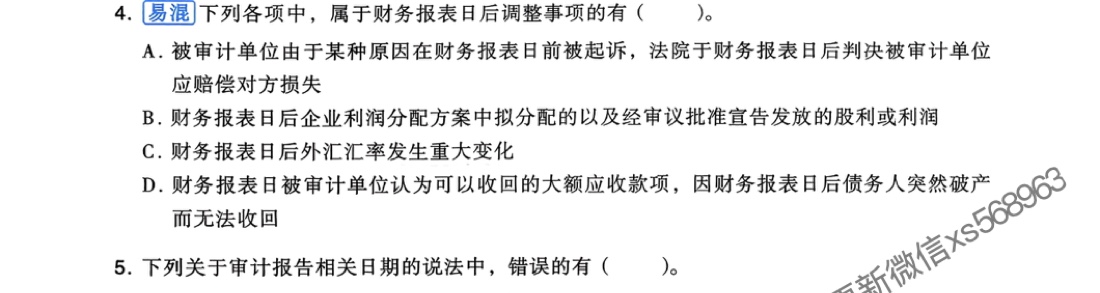 4. 易混 下列各项中，属于财务报表日后调整事项的有（　　）。
A. 被审计单位由于某种原因在财务报表日前被起诉，法院于财务报表日后判决被审计单位
应赔偿对方损失
B. 财务报表日后企业利润分配方案中拟分配的以及经审议批准宣告发放的股利或利润
C. 财务报表日后外汇汇率发生重大变化
D. 财务报表日被审计单位认为可以收回的大额应收款项，因财务报表日后债务人突然破产
而无法收回
5. 下列关于审计报告相关日期的说法中，错误的有（　　）。
新微信xs568963